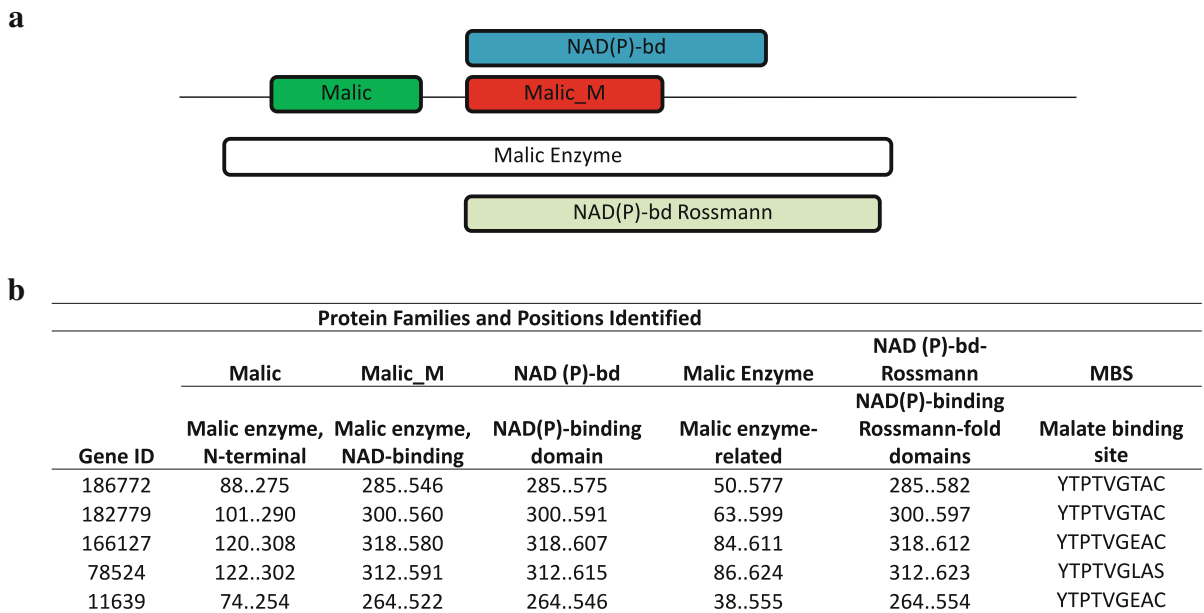 a
NAD(P)-bd
Malic
Malic_M
Malic Enzyme
NAD(P)-bd Rossmann
b
Protein Families and Positions Identified
Malic Malic_M NAD (P)-bd Malic Enzyme NAD (P)-bd-Rossmann MBS
Gene ID Malic enzyme, N-terminal Malic enzyme, NAD-binding NAD(P)-binding domain Malic enzyme-related NAD(P)-binding Rossmann-fold domains Malate binding site
186772 88..275 285..546 285..575 50..577 285..582 YTPTVGTAC
182779 101..290 300..560 300..591 63..599 300..597 YTPTVGTAC
166127 120..308 318..580 318..607 84..611 318..612 YTPTVGEAC
78524 122..302 312..591 312..615 86..624 312..623 YTPTVGLAS
11639 74..254 264..522 264..546 38..555 264..554 YTPTVGEAC